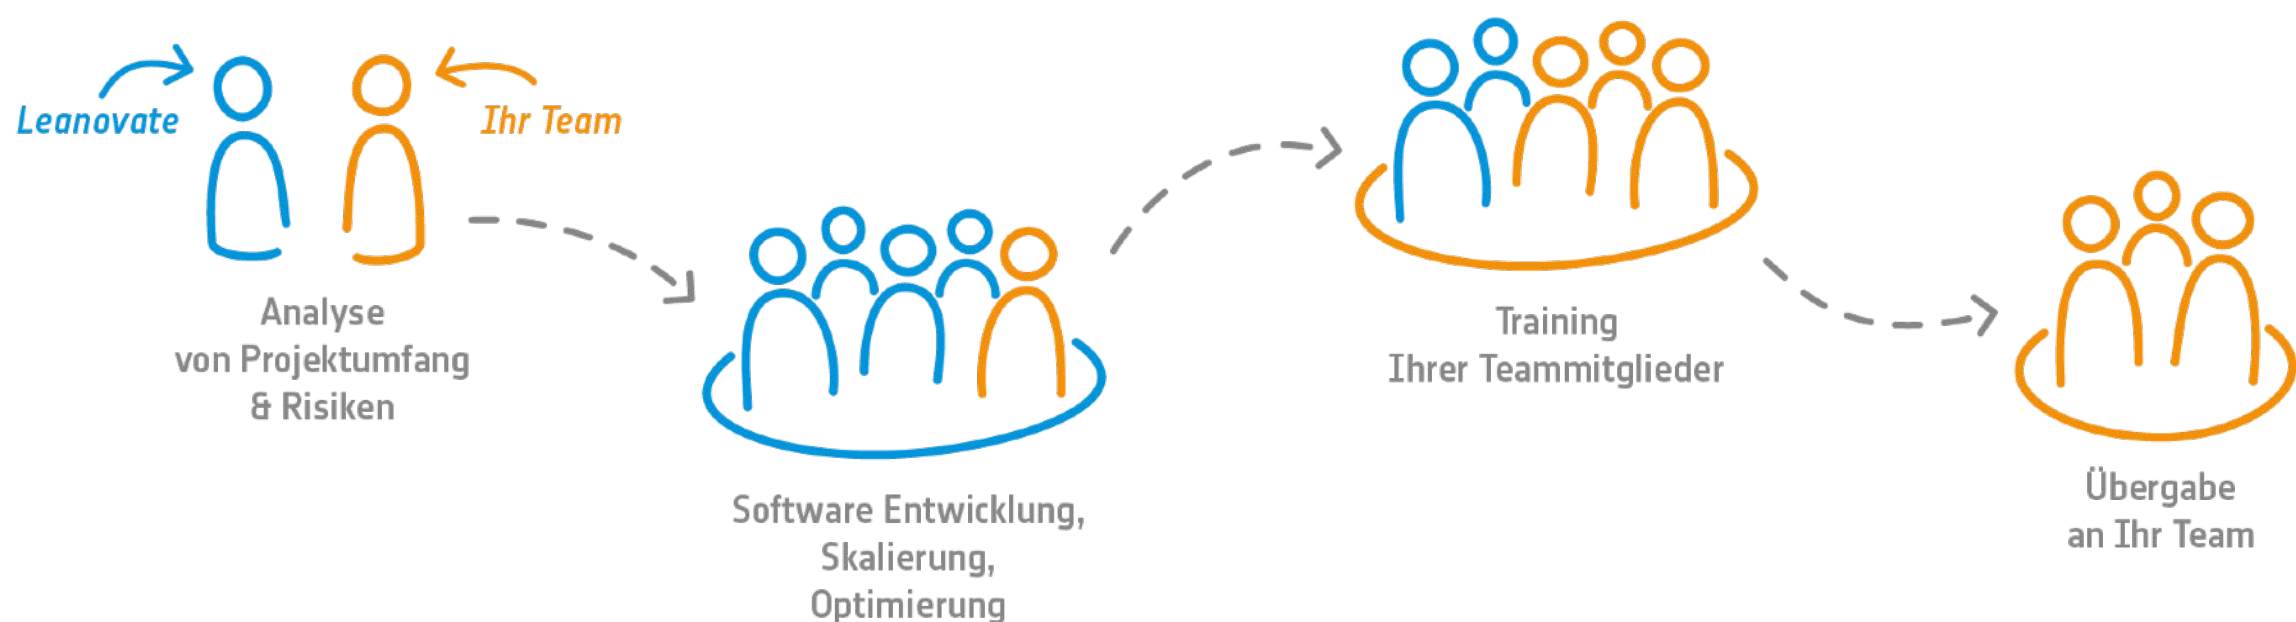 Leanovate
Ihr Team
Analyse
von Projektumfang
& Risiken
Software Entwicklung,
Skalierung,
Optimierung
Training
Ihrer Teammitglieder
Übergabe
an Ihr Team